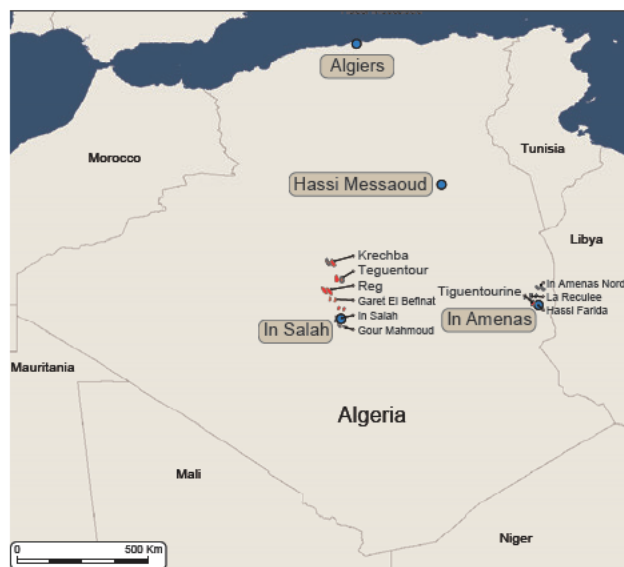 Algiers
Morocco
Tunisia
Hassi Messaoud
Libya
Krechba
Teguentour
Reg
Garet El Befinat
In Salah
In Salah
Gour Mahmoud
In Amenas Nord
Tiguentourine
La Reculee
In Amenas
Hassi Farida
Mauritania
Algeria
Mali
Niger
0
500 Km